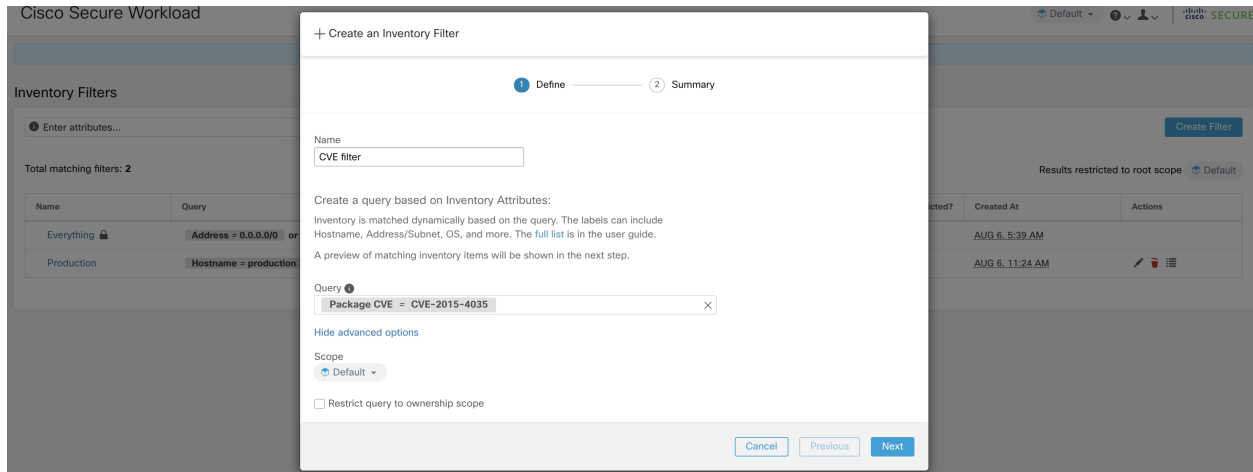 Cisco Secure Workload
Default
cisco SECURE
+ Create an Inventory Filter
1 Define 2 Summary
Inventory Filters
Enter attributes...
Create Filter
Name
CVE filter
Total matching filters: 2
Results restricted to root scope Default
Create a query based on Inventory Attributes:
Inventory is matched dynamically based on the query. The labels can include
Hostname, Address/Subnet, OS, and more. The full list is in the user guide.
A preview of matching inventory items will be shown in the next step.
Name Query icted? Created At Actions
Everything Address = 0.0.0.0/0 or AUG 6, 5:39 AM
Production Hostname = production AUG 6, 11:24 AM
Query
Package CVE = CVE-2015-4035
Hide advanced options
Scope
Default
Restrict query to ownership scope
Cancel Previous Next